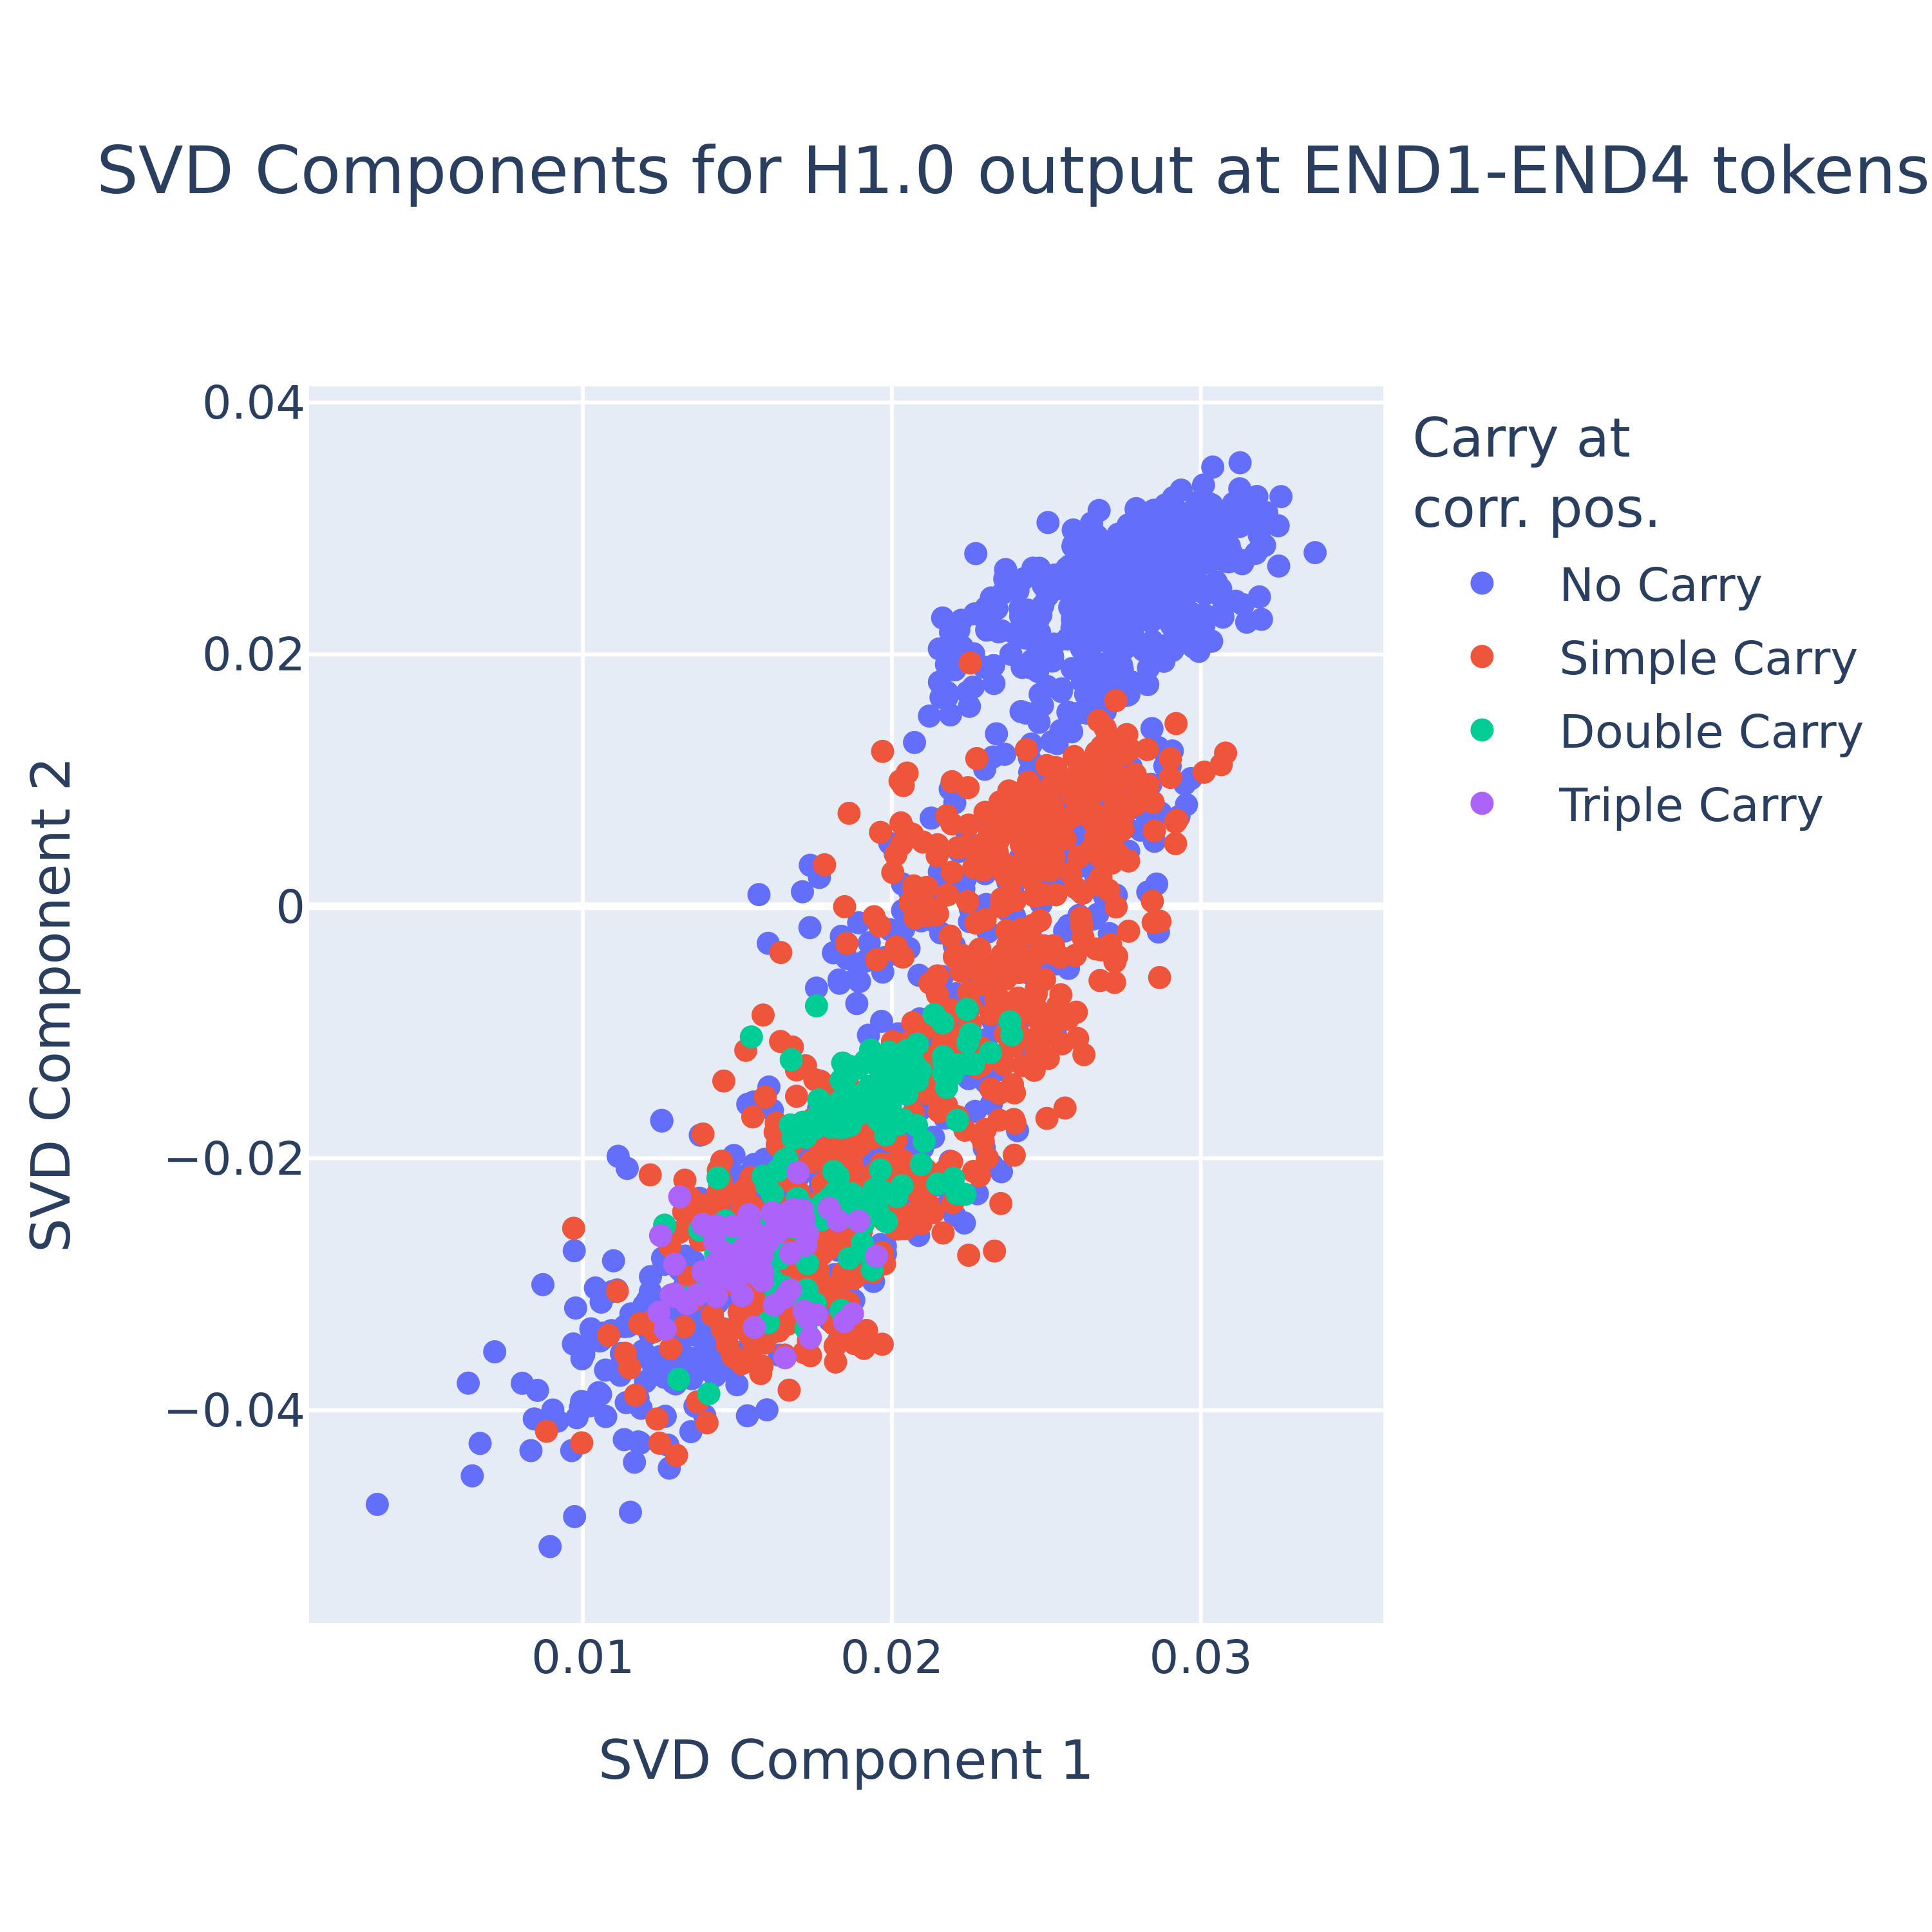 SVD Components for H1.0 output at END1-END4 tokens
0.04
0.02
0
−0.02
−0.04
SVD Component 2
0.01
0.02
0.03
SVD Component 1
Carry at
corr. pos.
No Carry
Simple Carry
Double Carry
Triple Carry